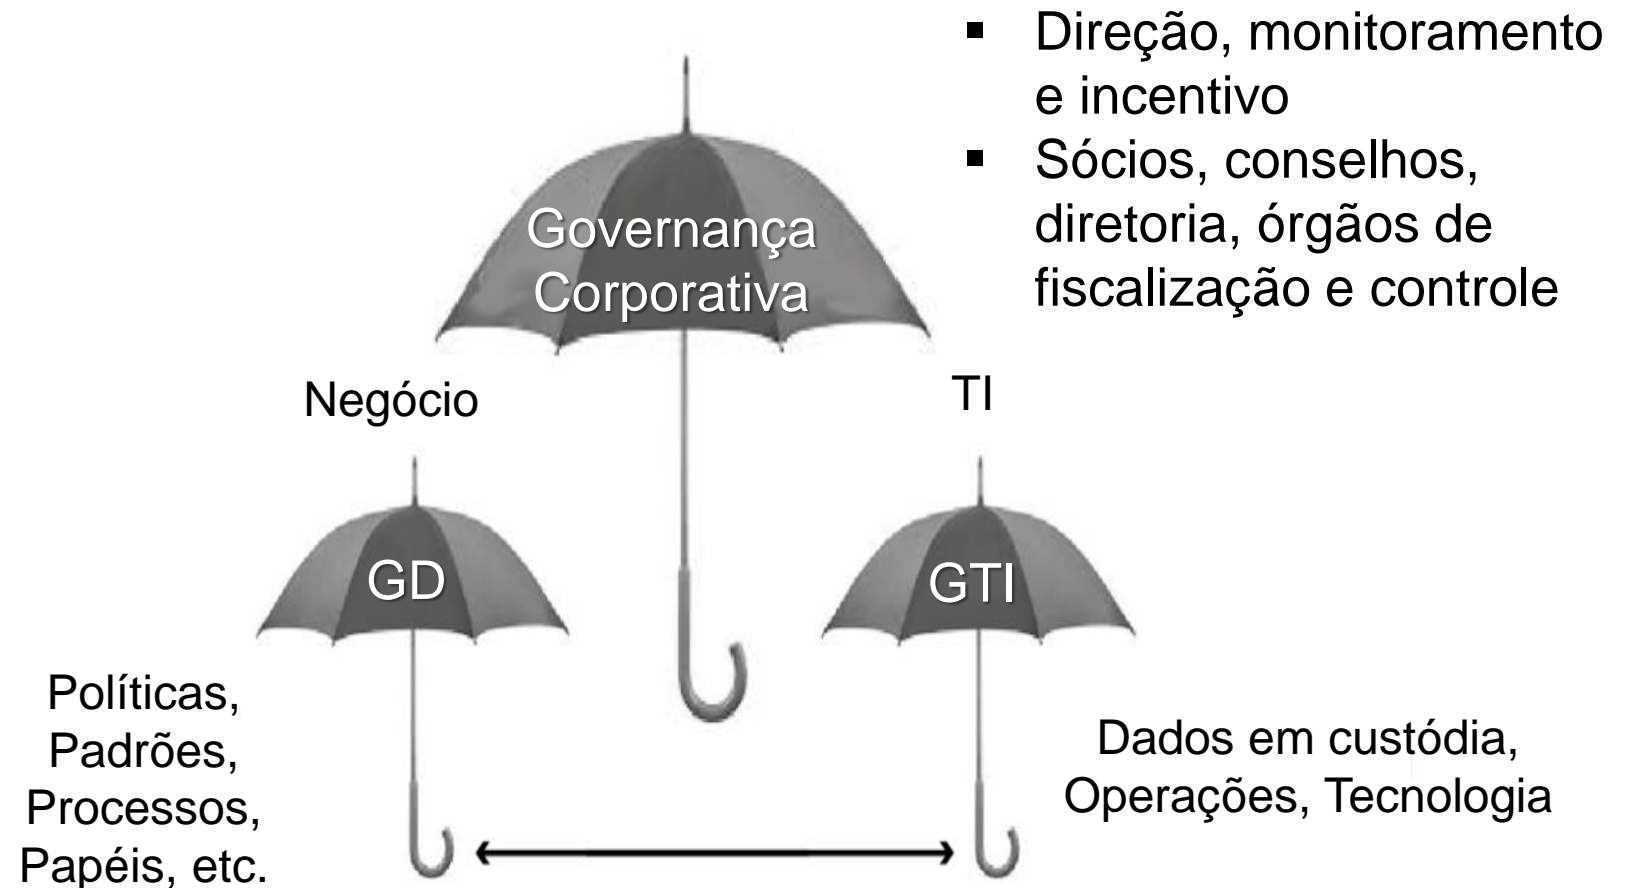 ▪ Direção, monitoramento
e incentivo
▪ Sócios, conselhos,
diretoria, órgãos de
fiscalização e controle
Governança
Corporativa
Negócio
TI
GD
GTI
Políticas,
Padrões,
Processos,
Papéis, etc.
Dados em custódia,
Operações, Tecnologia